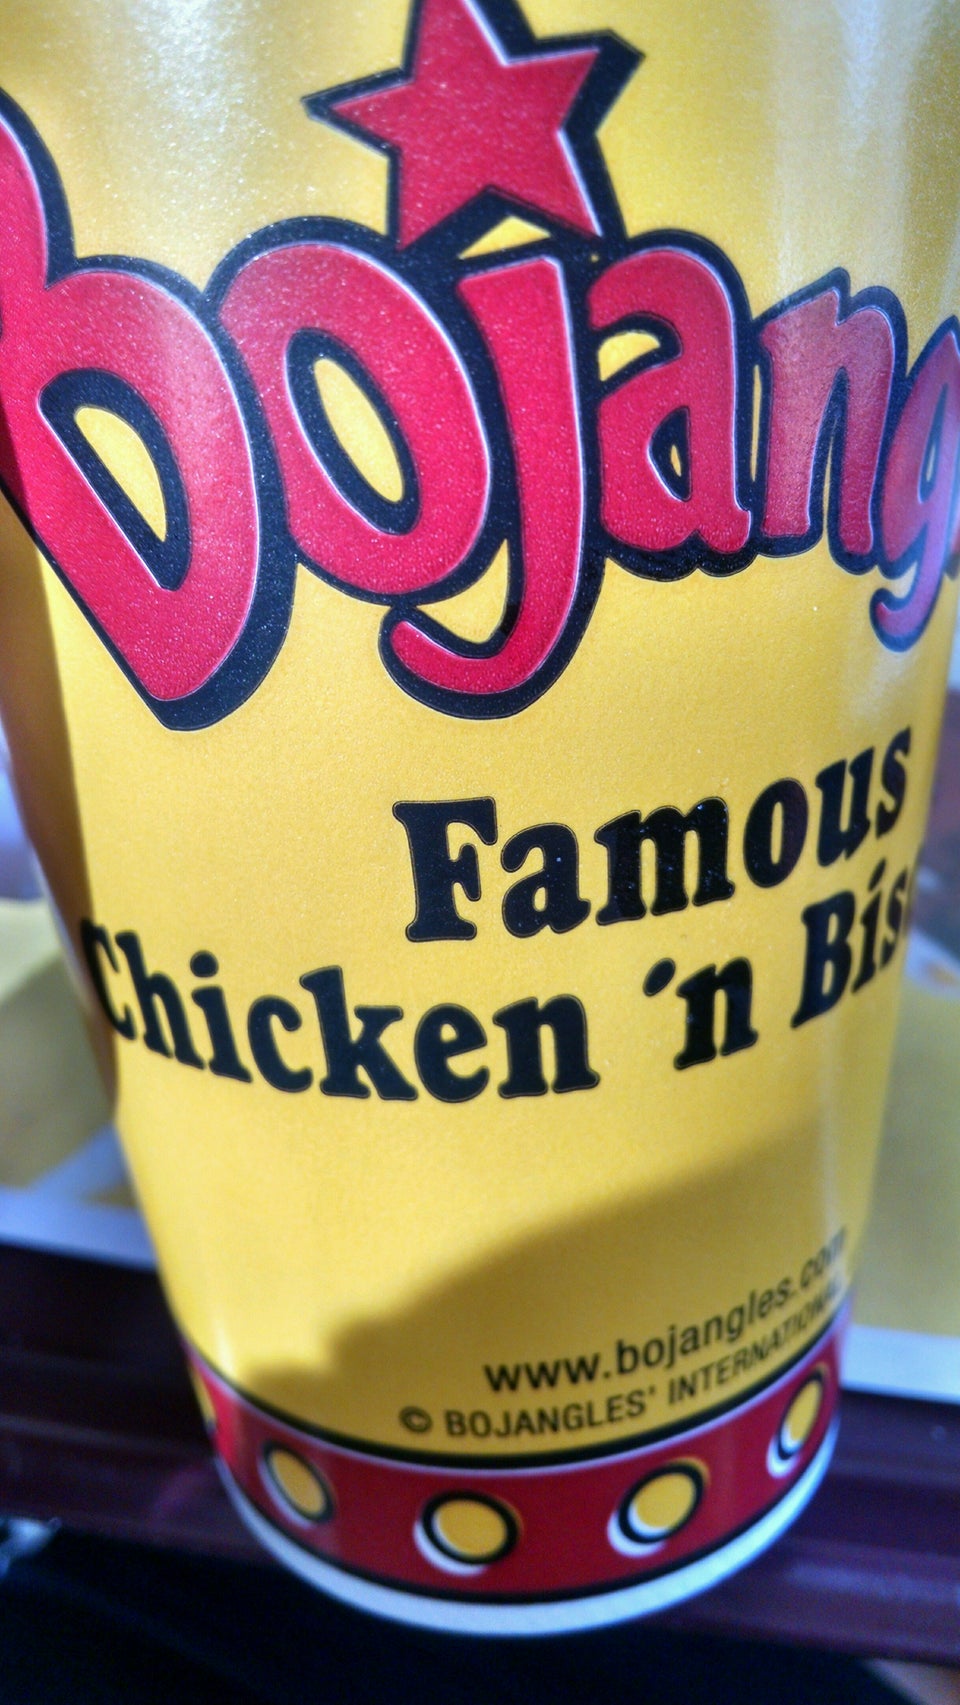 bojang
Famous
Chicken 'n Bis
www.bojangles.com
© BOJANGLES' INTERNATIONAL